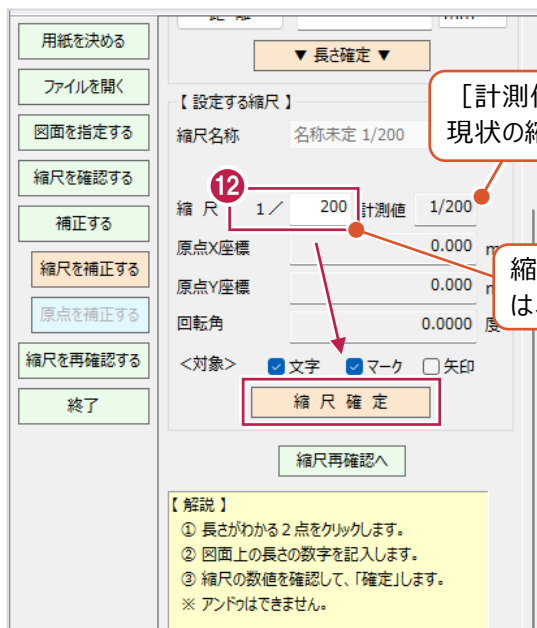 用紙を決める
ファイルを開く
図面を指定する
縮尺を確認する
補正する
縮尺を補正する
原点を補正する
縮尺を再確認する
終了
▼ 長さ確定 ▼
【 設定する縮尺 】
縮尺名称 名称未定 1/200
⓬
縮 尺 1／ 200 計測値 1/200
原点X座標 0.000
原点Y座標 0.000
回転角 0.0000 度
<対象> 文字 マーク 矢印
縮 尺 確 定
縮尺再確認へ
【 解説 】
① 長さがわかる２点をクリックします。
② 図面上の長さの数字を記入します。
③ 縮尺の数値を確認して、「確定」します。
※ アンドゥはできません。
［計測
現状の
縮
は